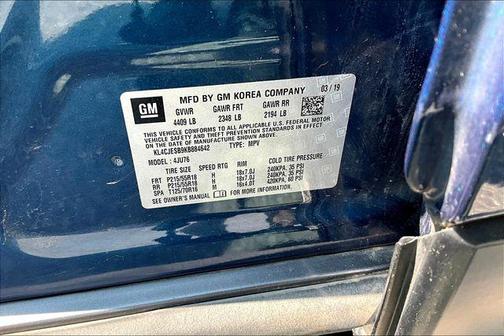 GM
MFD BY GM KOREA COMPANY 03 / 19
GVWR GAWR FRT GAWR RR
4409 LB 2348 LB 2194 LB
THIS VEHICLE CONFORMS TO ALL APPLICABLE U.S. FEDERAL MOTOR
VEHICLE SAFETY AND THEFT PREVENTION STANDARDS
IN EFFECT ON THE DATE OF MANUFACTURE SHOWN ABOVE.
KL4CJESB9KB884642 TYPE: MPV
MODEL: 4JU76
TIRE SIZE SPEED RTG RIM COLD TIRE PRESSURE
FRT P215/55R18 H 18x7.0J 240KPA, 35 PSI
RR P215/55R18 H 18x7.0J 240KPA, 35 PSI
SPA T125/70R16 M 16x4.0T 420KPA, 60 PSI
SEE OWNER'S MANUAL FOR MORE INFORMATION